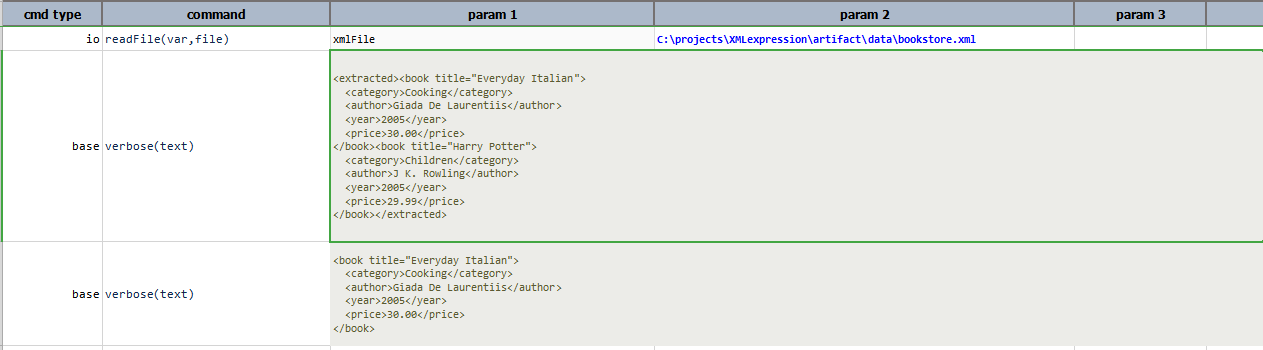 cmd type command param 1 param 2 param 3
io readFile(var,file) xmlFile C:\projects\XMLexpression\artifact\data\bookstore.xml
base verbose(text)
<extracted><book title="Everyday Italian">
<category>Cooking</category>
<author>Giada De Laurentiis</author>
<year>2005</year>
<price>30.00</price>
</book><book title="Harry Potter">
<category>Children</category>
<author>J K. Rowling</author>
<year>2005</year>
<price>29.99</price>
</book></extracted>
base verbose(text)
<book title="Everyday Italian">
<category>Cooking</category>
<author>Giada De Laurentiis</author>
<year>2005</year>
<price>30.00</price>
</book>